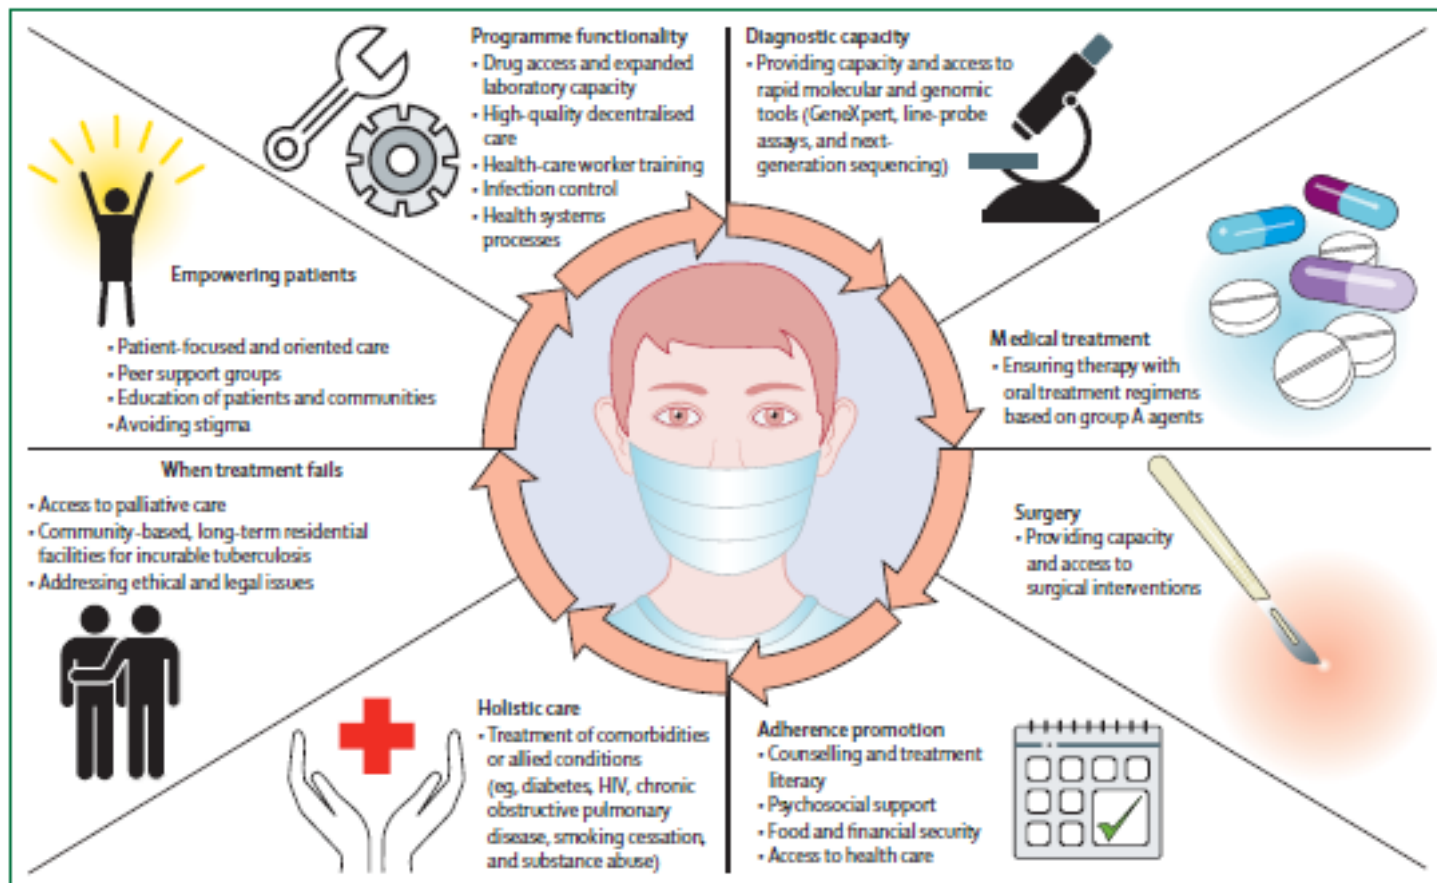 Programme functionality
• Drug access and expanded
laboratory capacity
• High-quality decentralised
care
• Health-care worker training
• Infection control
• Health systems
processes
Diagnostic capacity
• Providing capacity and access to
rapid molecular and genomic
tools (GeneXpert, line-probe
assays, and next-
generation sequencing)
Medical treatment
• Ensuring therapy with
oral treatment regimens
based on group A agents
Surgery
• Providing capacity
and access to
surgical interventions
Adherence promotion
• Counselling and treatment
literacy
• Psychosocial support
• Food and financial security
• Access to health care
Holistic care
• Treatment of comorbidities
or allied conditions
(eg, diabetes, HIV, chronic
obstructive pulmonary
disease, smoking cessation,
and substance abuse)
When treatment fails
• Access to palliative care
• Community-based, long-term residential
facilities for incurable tuberculosis
• Addressing ethical and legal issues
Empowering patients
• Patient-focused and oriented care
• Peer support groups
• Education of patients and communities
• Avoiding stigma